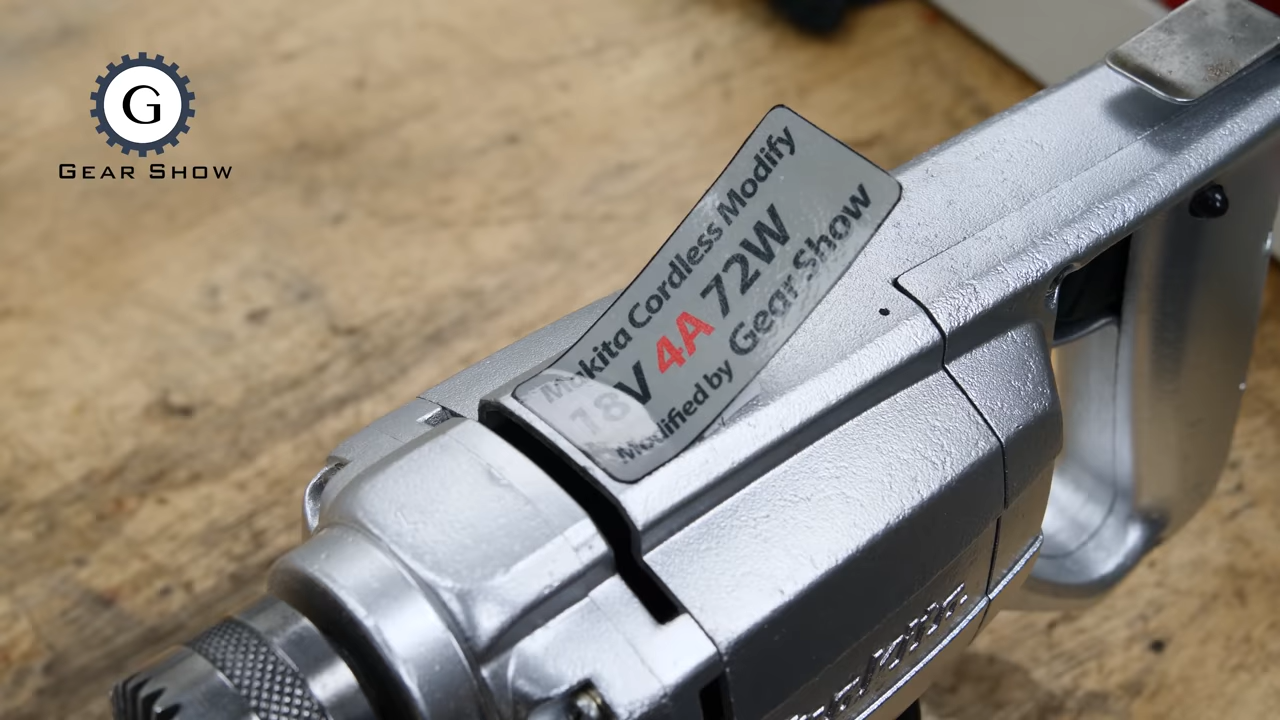 G
GEAR SHOW
Makita Cordless Modify
18V 4A 72W
Modified by Gear Show